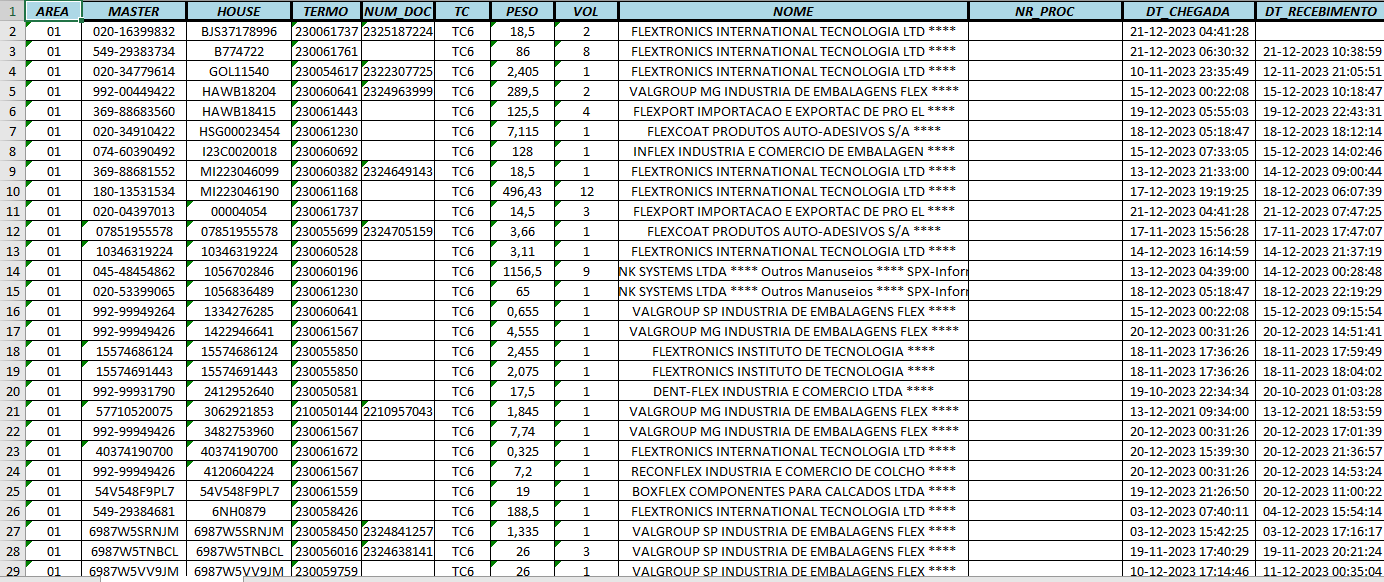 1 AREA MASTER HOUSE TERMO NUM_DOC TC PESO VOL NOME NR_PROC DT_CHEGADA DT_RECEBIMENTO
2 01 020-16399832 BJS37178996 230061737 2325187224 TC6 18,5 2 FLEXTRONICS INTERNATIONAL TECNOLOGIA LTD **** 21-12-2023 04:41:28
3 01 549-29383734 B774722 230061761 TC6 86 8 FLEXTRONICS INTERNATIONAL TECNOLOGIA LTD **** 21-12-2023 06:30:32 21-12-2023 10:38:59
4 01 020-34779614 GOL11540 230054617 2322307725 TC6 2,405 1 FLEXTRONICS INTERNATIONAL TECNOLOGIA LTD **** 10-11-2023 23:35:49 12-11-2023 21:05:51
5 01 992-00449422 HAWB18204 230060641 2324963999 TC6 289,5 2 VALGROUP MG INDUSTRIA DE EMBALAGENS FLEX **** 15-12-2023 00:22:08 15-12-2023 10:18:47
6 01 369-88683560 HAWB18415 230061443 TC6 125,5 4 FLEXPORT IMPORTACAO E EXPORTAC DE PRO EL **** 19-12-2023 05:55:03 19-12-2023 22:43:31
7 01 020-34910422 HSG00023454 230061230 TC6 7,115 1 FLEXCOAT PRODUTOS AUTO-ADESIVOS S/A **** 18-12-2023 05:18:47 18-12-2023 18:12:14
8 01 074-60390492 I23C0020018 230060692 TC6 128 1 INFLEX INDUSTRIA E COMERCIO DE EMBALAGEN **** 15-12-2023 07:33:05 15-12-2023 14:02:46
9 01 369-88681552 MI223046099 230060382 2324649143 TC6 18,5 1 FLEXTRONICS INTERNATIONAL TECNOLOGIA LTD **** 13-12-2023 21:33:00 14-12-2023 09:00:44
10 01 180-13531534 MI223046190 230061168 TC6 496,43 12 FLEXTRONICS INTERNATIONAL TECNOLOGIA LTD **** 17-12-2023 19:19:25 18-12-2023 06:07:39
11 01 020-04397013 00004054 230061737 TC6 14,5 3 FLEXPORT IMPORTACAO E EXPORTAC DE PRO EL **** 21-12-2023 04:41:28 21-12-2023 07:47:25
12 01 07851955578 07851955578 230055699 2324705159 TC6 3,66 1 FLEXCOAT PRODUTOS AUTO-ADESIVOS S/A **** 17-11-2023 15:56:28 17-11-2023 17:47:07
13 01 10346319224 10346319224 230060528 TC6 3,11 1 FLEXTRONICS INTERNATIONAL TECNOLOGIA LTD **** 14-12-2023 16:14:59 14-12-2023 21:37:19
14 01 045-48454862 1056702846 230060196 TC6 1156,5 9 NK SYSTEMS LTDA **** Outros Manuseios **** SPX-Inforr 13-12-2023 04:39:00 14-12-2023 00:28:48
15 01 020-53399065 1056836489 230061230 TC6 65 1 NK SYSTEMS LTDA **** Outros Manuseios **** SPX-Inforr 18-12-2023 05:18:47 18-12-2023 22:19:29
16 01 992-99949264 1334276285 230060641 TC6 0,655 1 VALGROUP SP INDUSTRIA DE EMBALAGENS FLEX **** 15-12-2023 00:22:08 15-12-2023 09:15:54
17 01 992-99949426 1422946641 230061567 TC6 4,555 1 VALGROUP MG INDUSTRIA DE EMBALAGENS FLEX **** 20-12-2023 00:31:26 20-12-2023 14:51:41
18 01 15574686124 15574686124 230055850 TC6 2,455 1 FLEXTRONICS INSTITUTO DE TECNOLOGIA **** 18-11-2023 17:36:26 18-11-2023 17:59:49
19 01 15574691443 15574691443 230055850 TC6 2,075 1 FLEXTRONICS INSTITUTO DE TECNOLOGIA **** 18-11-2023 17:36:26 18-11-2023 18:04:02
20 01 992-99931790 2412952640 230050581 TC6 17,5 1 DENT-FLEX INDUSTRIA E COMERCIO LTDA **** 19-10-2023 22:34:34 20-10-2023 01:03:28
21 01 57710520075 3062921853 210050144 2210957043 TC6 1,845 1 VALGROUP MG INDUSTRIA DE EMBALAGENS FLEX **** 13-12-2021 09:34:00 13-12-2021 18:53:59
22 01 992-99949426 3482753960 230061567 TC6 7,74 1 VALGROUP MG INDUSTRIA DE EMBALAGENS FLEX **** 20-12-2023 00:31:26 20-12-2023 17:01:39
23 01 40374190700 40374190700 230061672 TC6 0,325 1 FLEXTRONICS INTERNATIONAL TECNOLOGIA LTD **** 20-12-2023 15:39:30 20-12-2023 21:36:57
24 01 992-99949426 4120604224 230061567 TC6 7,2 1 RECONFLEX INDUSTRIA E COMERCIO DE COLCHO **** 20-12-2023 00:31:26 20-12-2023 14:53:24
25 01 54V548F9PL7 54V548F9PL7 230061559 TC6 19 1 BOXFLEX COMPONENTES PARA CALCADOS LTDA **** 19-12-2023 21:26:50 20-12-2023 11:00:22
26 01 549-29384681 6NH0879 230058426 TC6 188,5 1 FLEXTRONICS INTERNATIONAL TECNOLOGIA LTD **** 03-12-2023 07:40:11 04-12-2023 15:54:14
27 01 6987W5SRNJM 6987W5SRNJM 230058450 2324841257 TC6 1,335 1 VALGROUP SP INDUSTRIA DE EMBALAGENS FLEX **** 03-12-2023 15:42:25 03-12-2023 17:16:17
28 01 6987W5TNBCL 6987W5TNBCL 230056016 2324638141 TC6 26 3 VALGROUP SP INDUSTRIA DE EMBALAGENS FLEX **** 19-11-2023 17:40:29 19-11-2023 20:21:24
29 01 6987W5VV9JM 6987W5VV9JM 230059759 TC6 26 1 VALGROUP SP INDUSTRIA DE EMBALAGENS FLEX **** 10-12-2023 17:14:46 11-12-2023 00:35:04